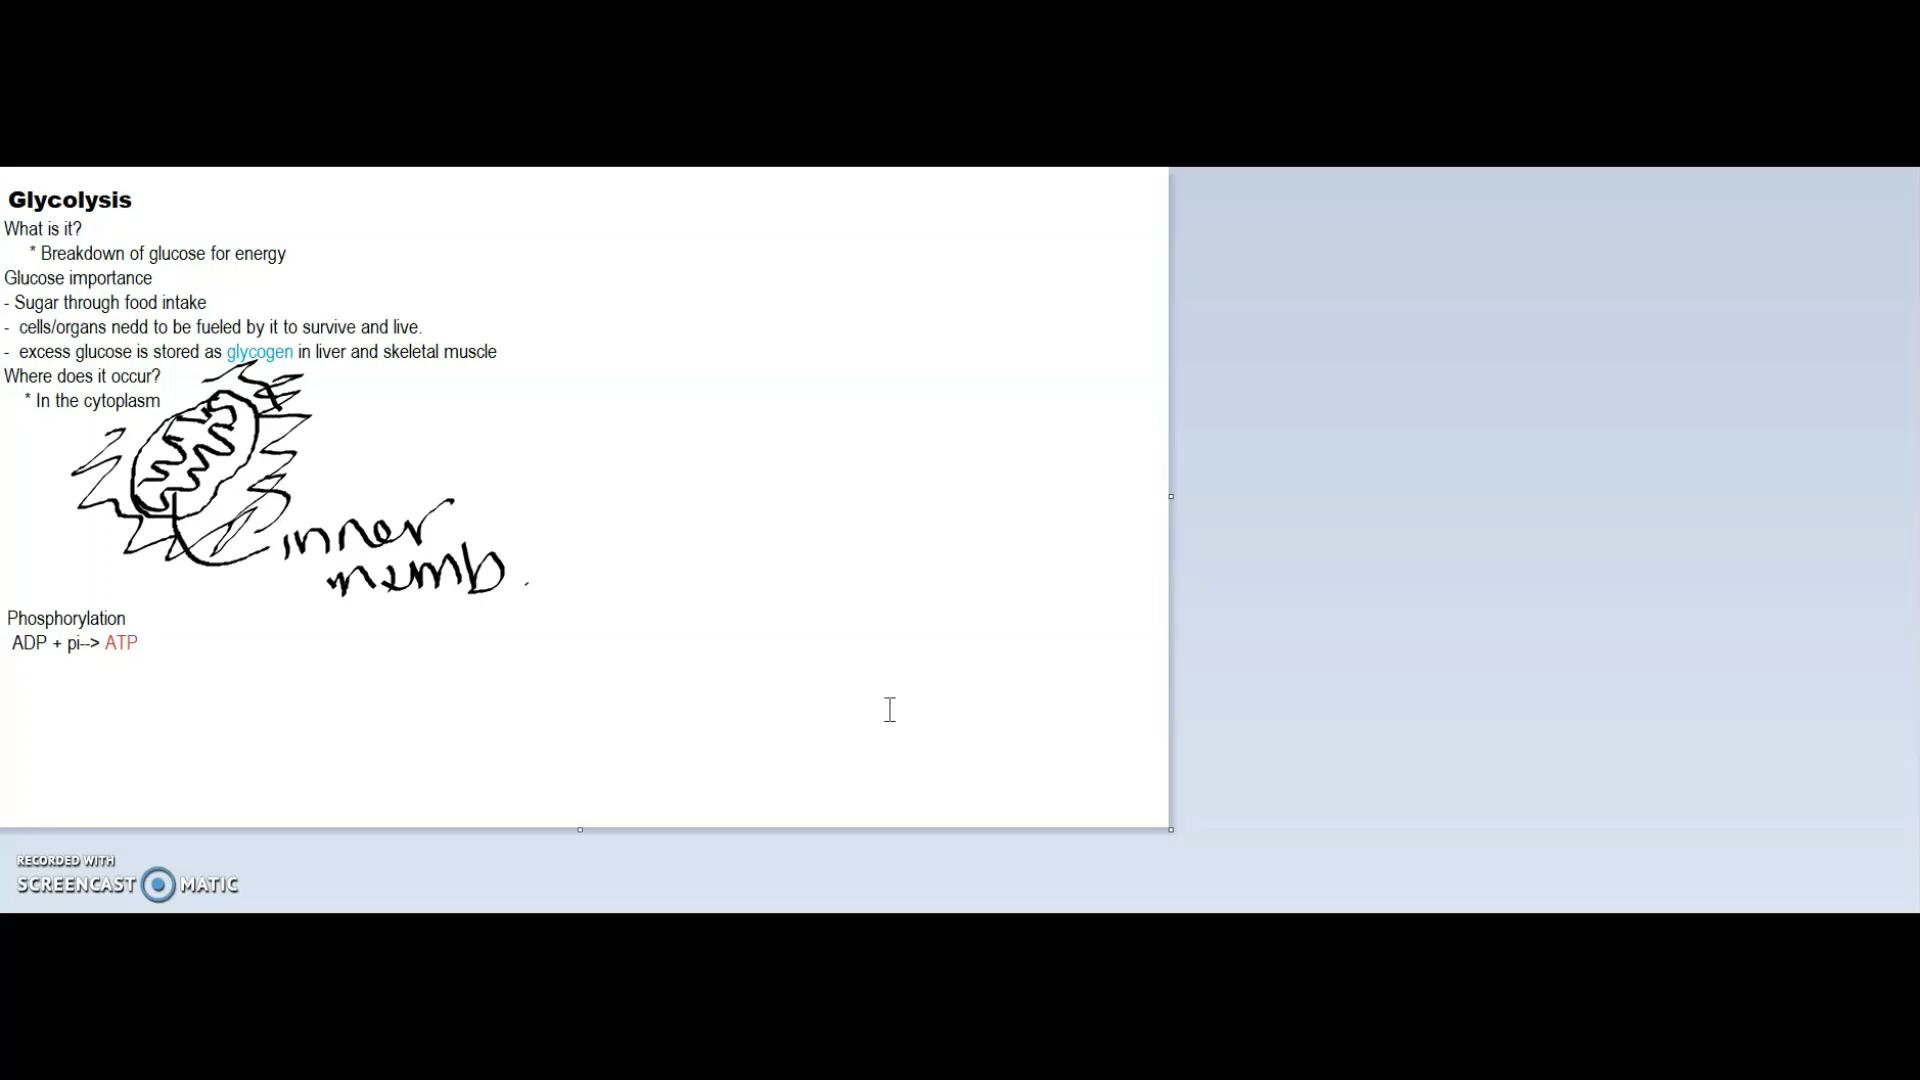 Glycolysis
What is it?
* Breakdown of glucose for energy
Glucose importance
- Sugar through food intake
- cells/organs nedd to be fueled by it to survive and live.
- excess glucose is stored as glycogen in liver and skeletal muscle
Where does it occur?
* In the cytoplasm
inner
memb.
Phosphorylation
ADP + pi--> ATP
RECORDED WITH
SCREENCAST MATIC